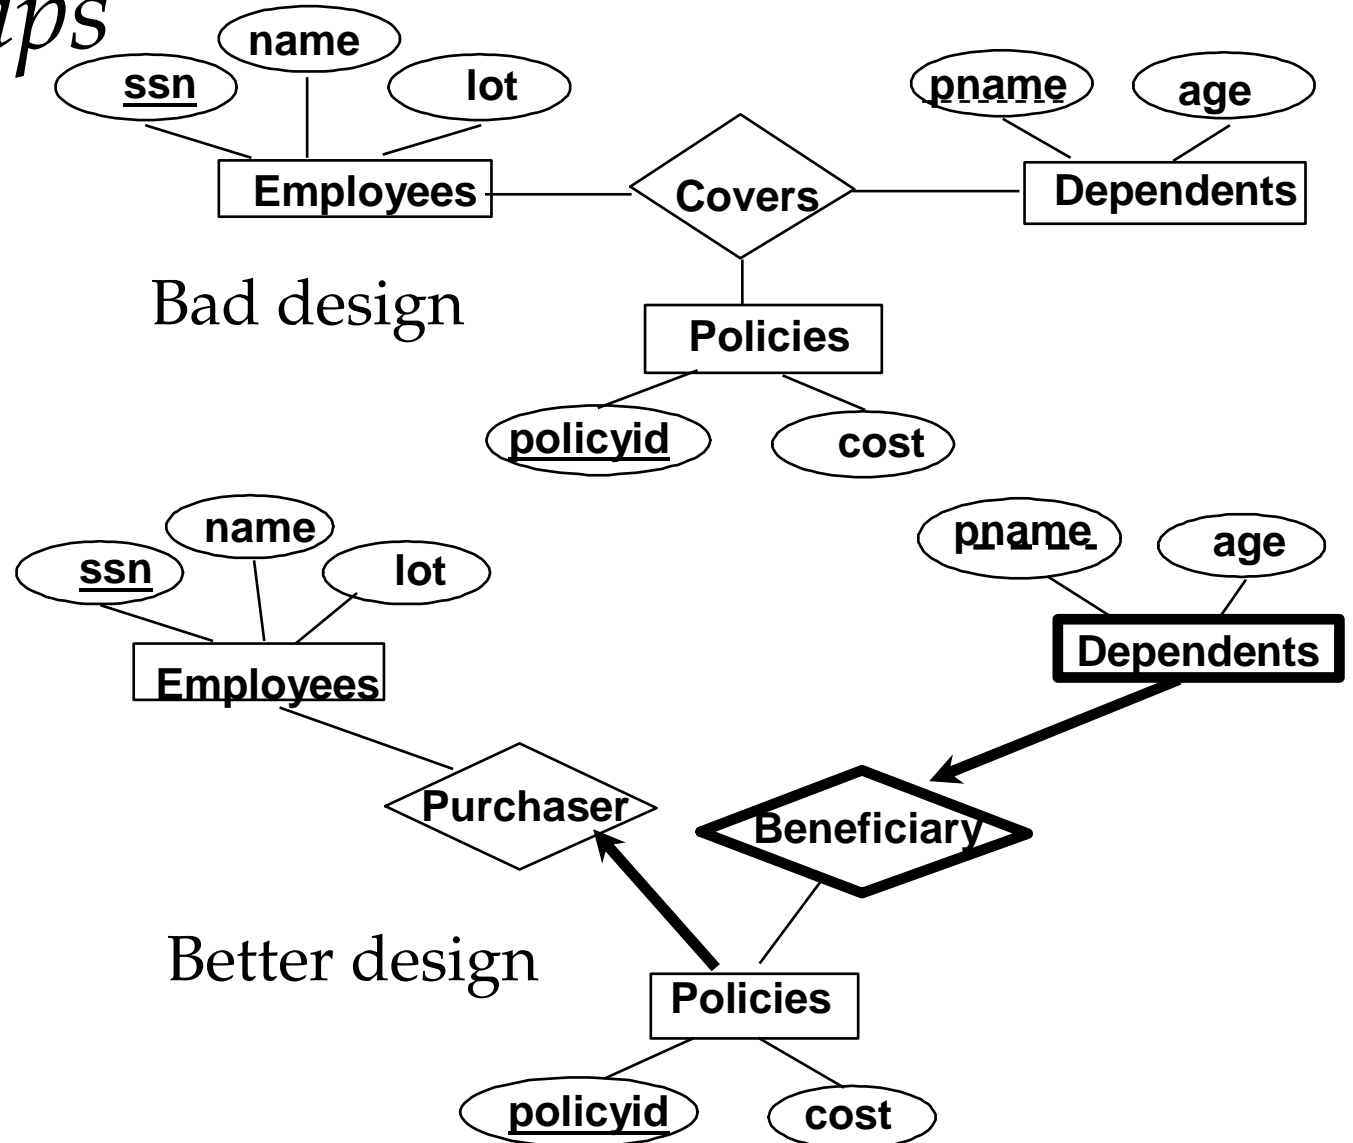 ups
name
ssn
lot
pname
age
Employees
Covers
Dependents
Bad design
Policies
policyid
cost
name
pname
age
ssn
lot
Dependents
Employees
Purchaser
Beneficiary
Better design
Policies
policyid
cost